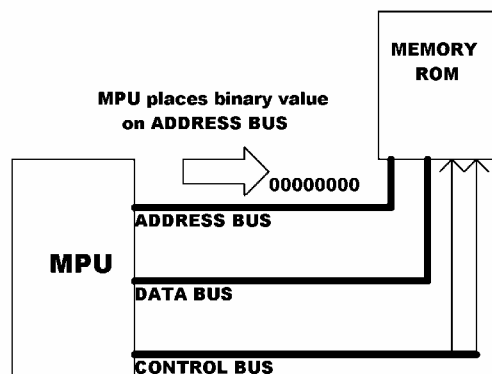 MEMORY
ROM
MPU places binary value
on ADDRESS BUS
00000000
ADDRESS BUS
MPU
DATA BUS
CONTROL BUS